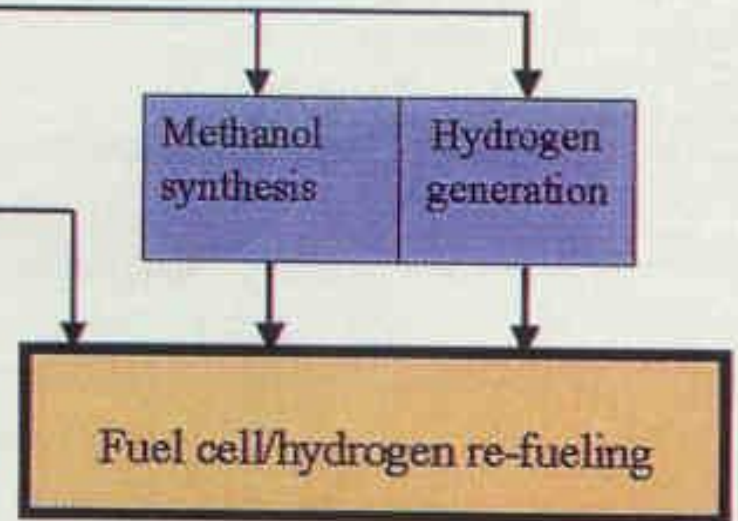 Methanol
synthesis
Hydrogen
generation
Fuel cell/hydrogen re-fueling